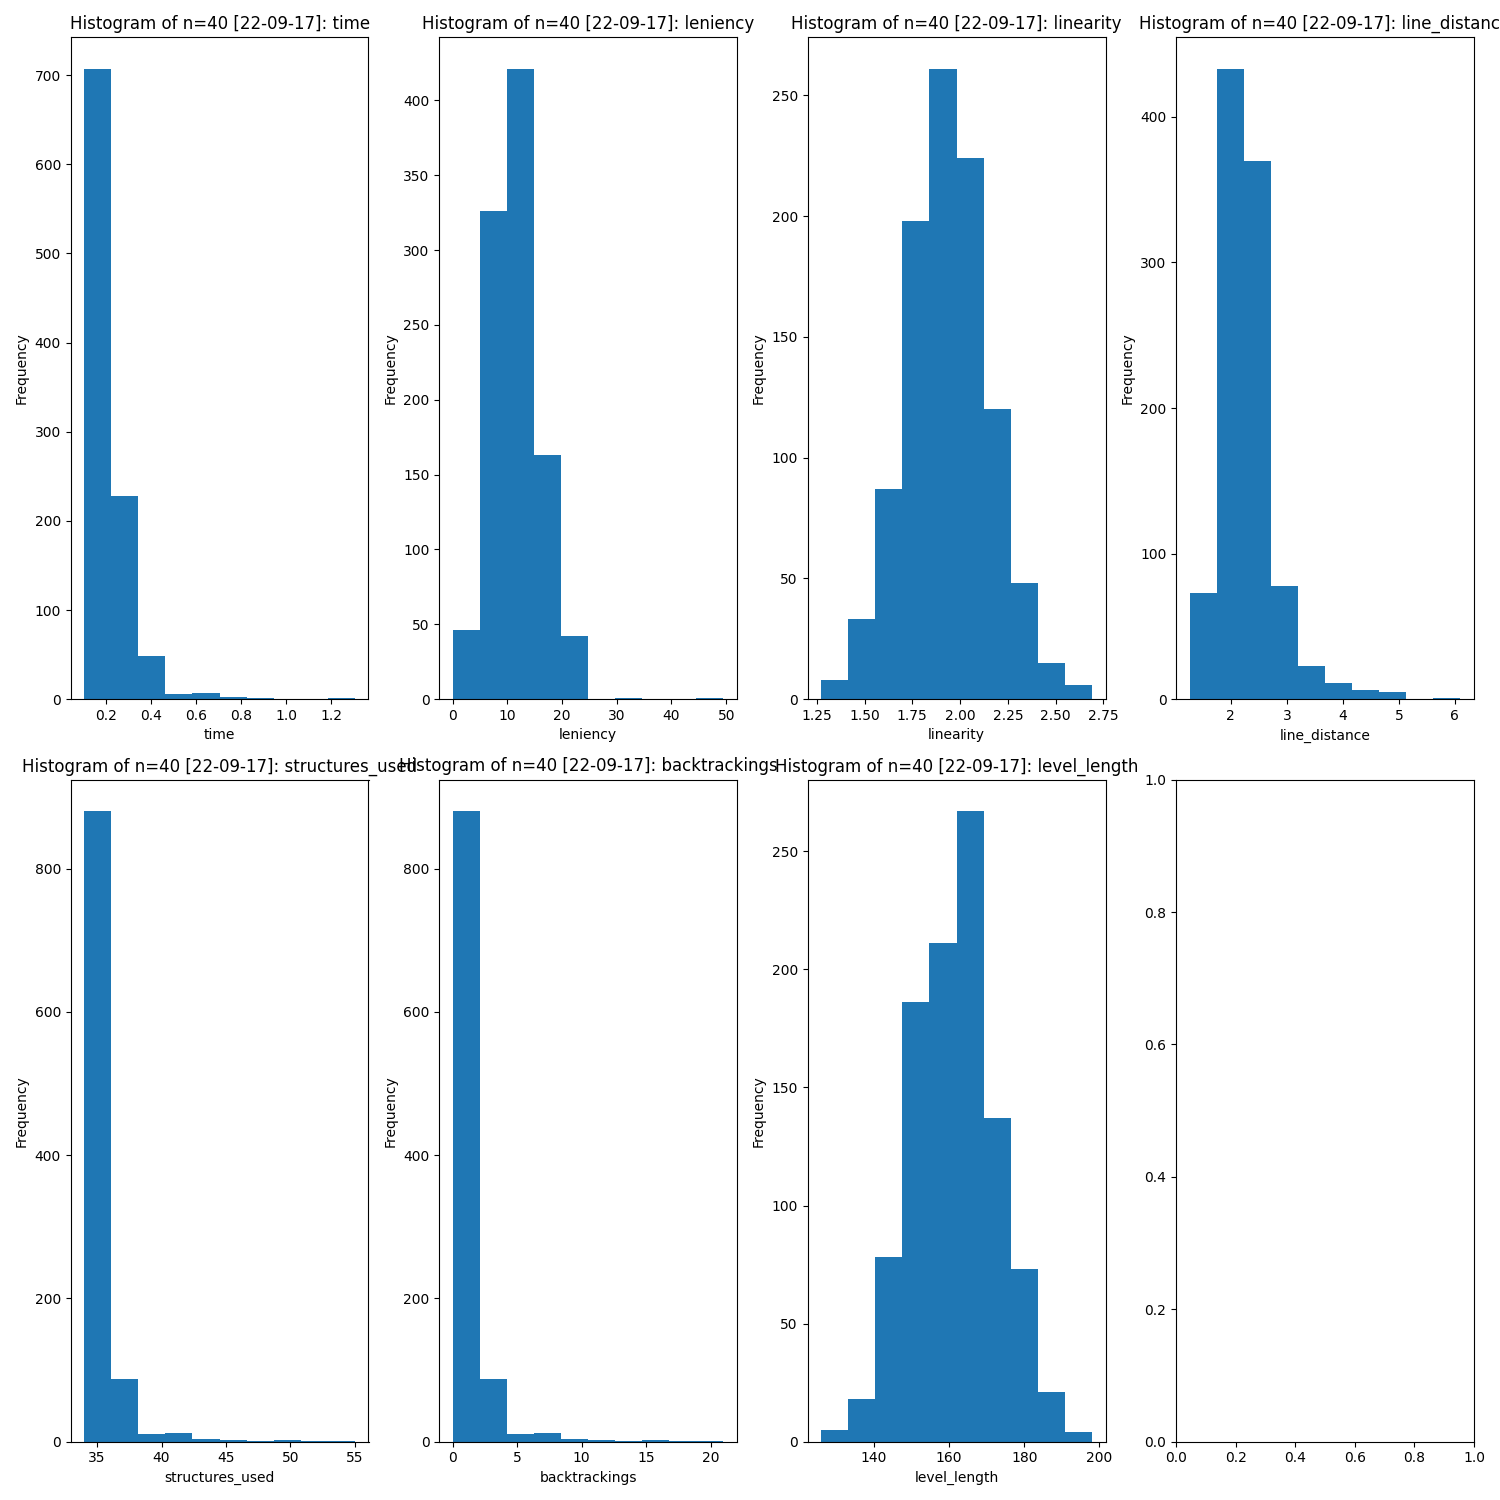 Histogram of n=40 [22-09-17]: time
Frequency
700
600
500
400
300
200
100
0
0.2 0.4 0.6 0.8 1.0 1.2
time
Histogram of n=40 [22-09-17]: leniency
Frequency
400
350
300
250
200
150
100
50
0
0 10 20 30 40 50
leniency
Histogram of n=40 [22-09-17]: linearity
Frequency
250
200
150
100
50
0
1.25 1.50 1.75 2.00 2.25 2.50 2.75
linearity
Histogram of n=40 [22-09-17]: line_distanc
Frequency
400
300
200
100
0
2 3 4 5 6
line_distance
Histogram of n=40 [22-09-17]: structures_used
Frequency
800
600
400
200
0
35 40 45 50 55
structures_used
Histogram of n=40 [22-09-17]: backtrackings
Frequency
800
600
400
200
0
0 5 10 15 20
backtrackings
Histogram of n=40 [22-09-17]: level_length
Frequency
250
200
150
100
50
0
140 160 180 200
level_length
1.0
0.8
0.6
0.4
0.2
0.0
0.0 0.2 0.4 0.6 0.8 1.0